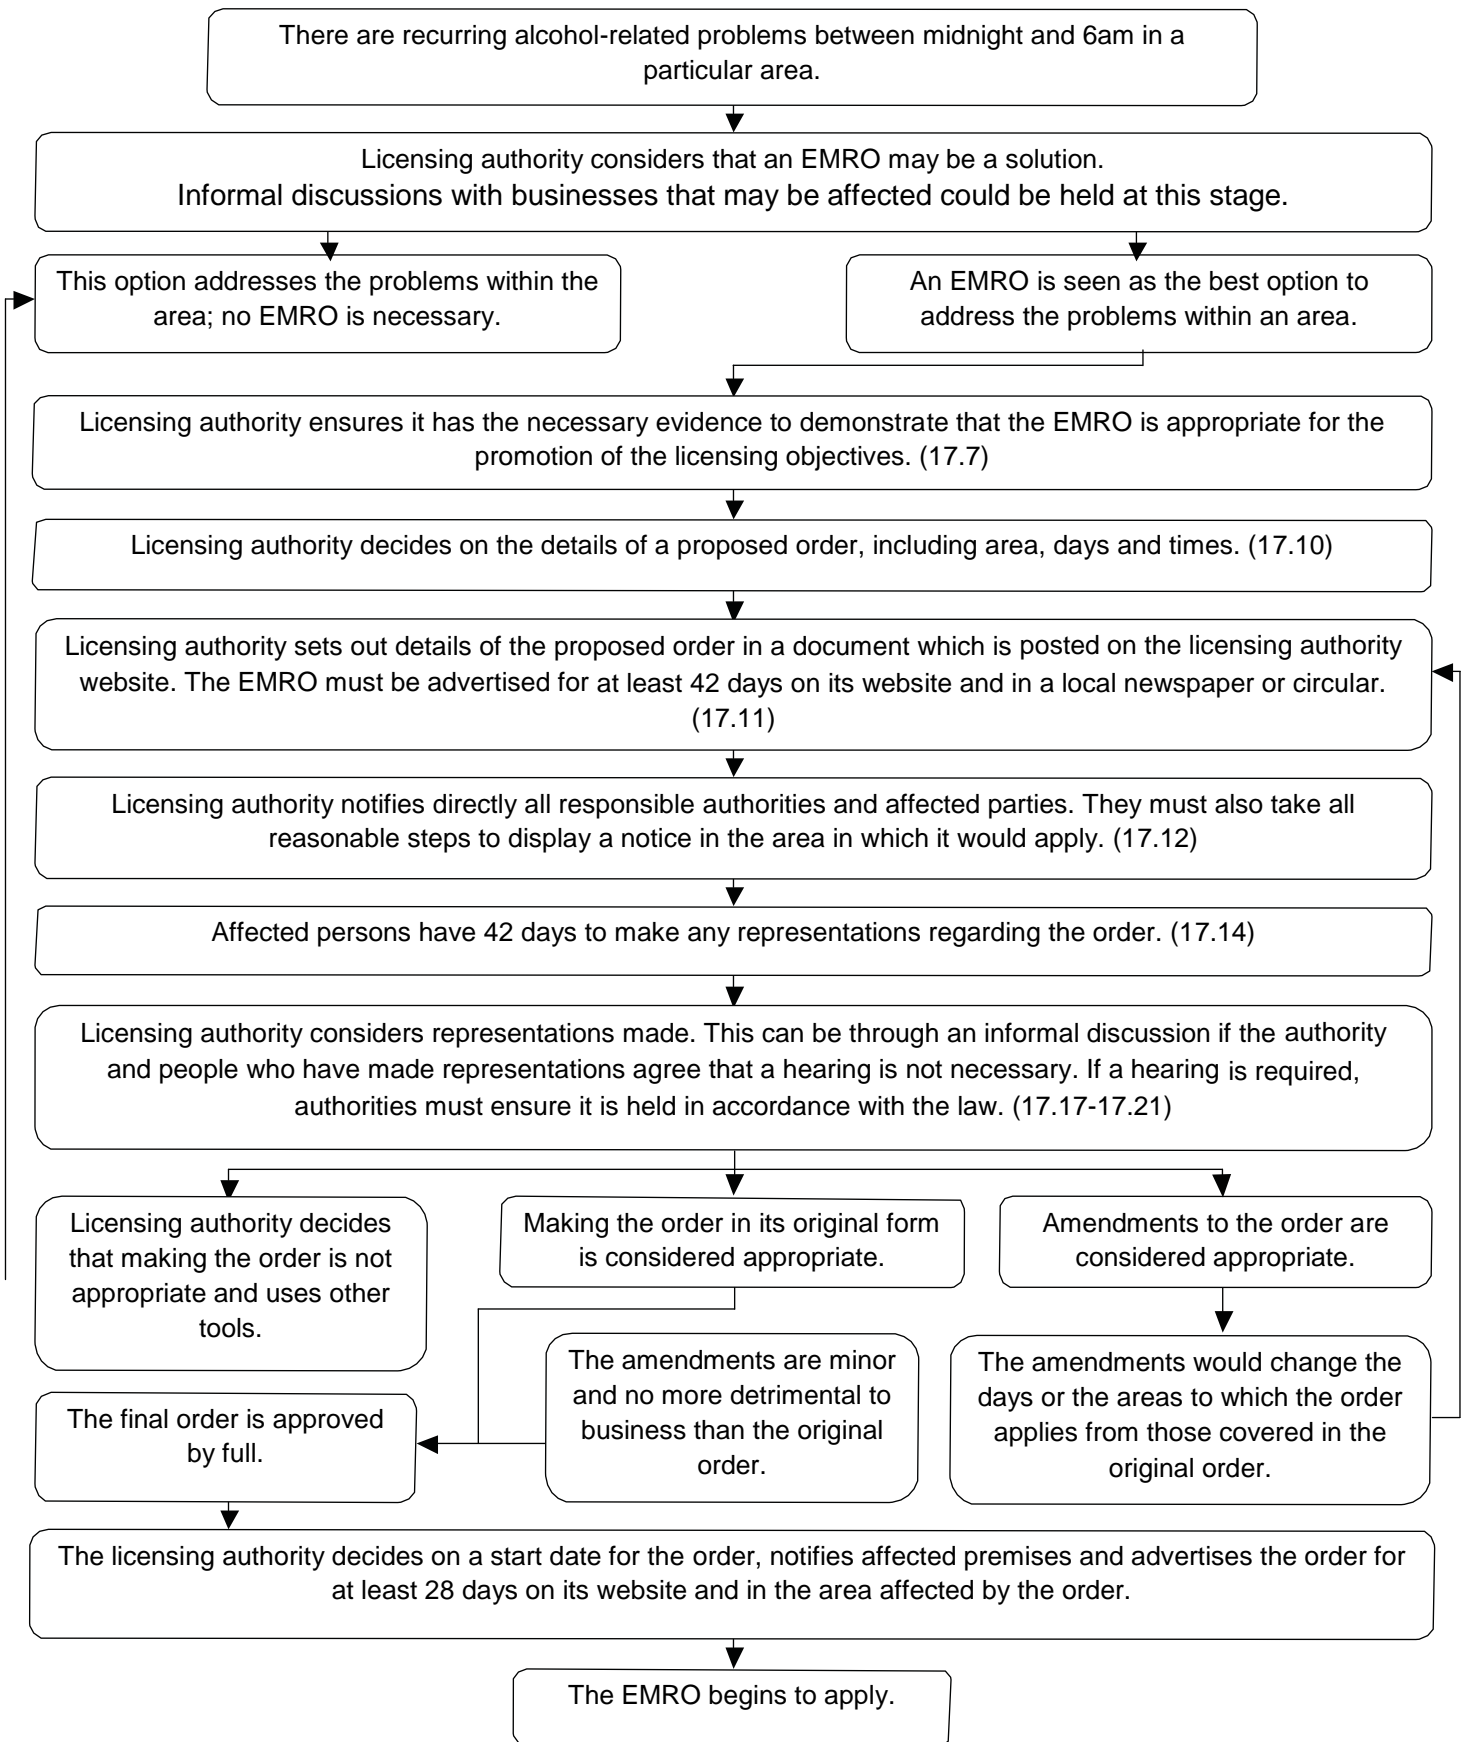 There are recurring alcohol-related problems between midnight and 6am in a
particular area.
Licensing authority considers that an EMRO may be a solution.
Informal discussions with businesses that may be affected could be held at this stage.
This option addresses the problems within the
area; no EMRO is necessary.
An EMRO is seen as the best option to
address the problems within an area.
Licensing authority ensures it has the necessary evidence to demonstrate that the EMRO is appropriate for the
promotion of the licensing objectives. (17.7)
Licensing authority decides on the details of a proposed order, including area, days and times. (17.10)
Licensing authority sets out details of the proposed order in a document which is posted on the licensing authority
website. The EMRO must be advertised for at least 42 days on its website and in a local newspaper or circular.
(17.11)
Licensing authority notifies directly all responsible authorities and affected parties. They must also take all
reasonable steps to display a notice in the area in which it would apply. (17.12)
Affected persons have 42 days to make any representations regarding the order. (17.14)
Licensing authority considers representations made. This can be through an informal discussion if the authority
and people who have made representations agree that a hearing is not necessary. If a hearing is required,
authorities must ensure it is held in accordance with the law. (17.17-17.21)
Licensing authority decides
that making the order is not
appropriate and uses other
tools.
Making the order in its original form
is considered appropriate.
Amendments to the order are
considered appropriate.
The amendments are minor
and no more detrimental to
business than the original
order.
The amendments would change the
days or the areas to which the order
applies from those covered in the
original order.
The final order is approved
by full.
The licensing authority decides on a start date for the order, notifies affected premises and advertises the order for
at least 28 days on its website and in the area affected by the order.
The EMRO begins to apply.